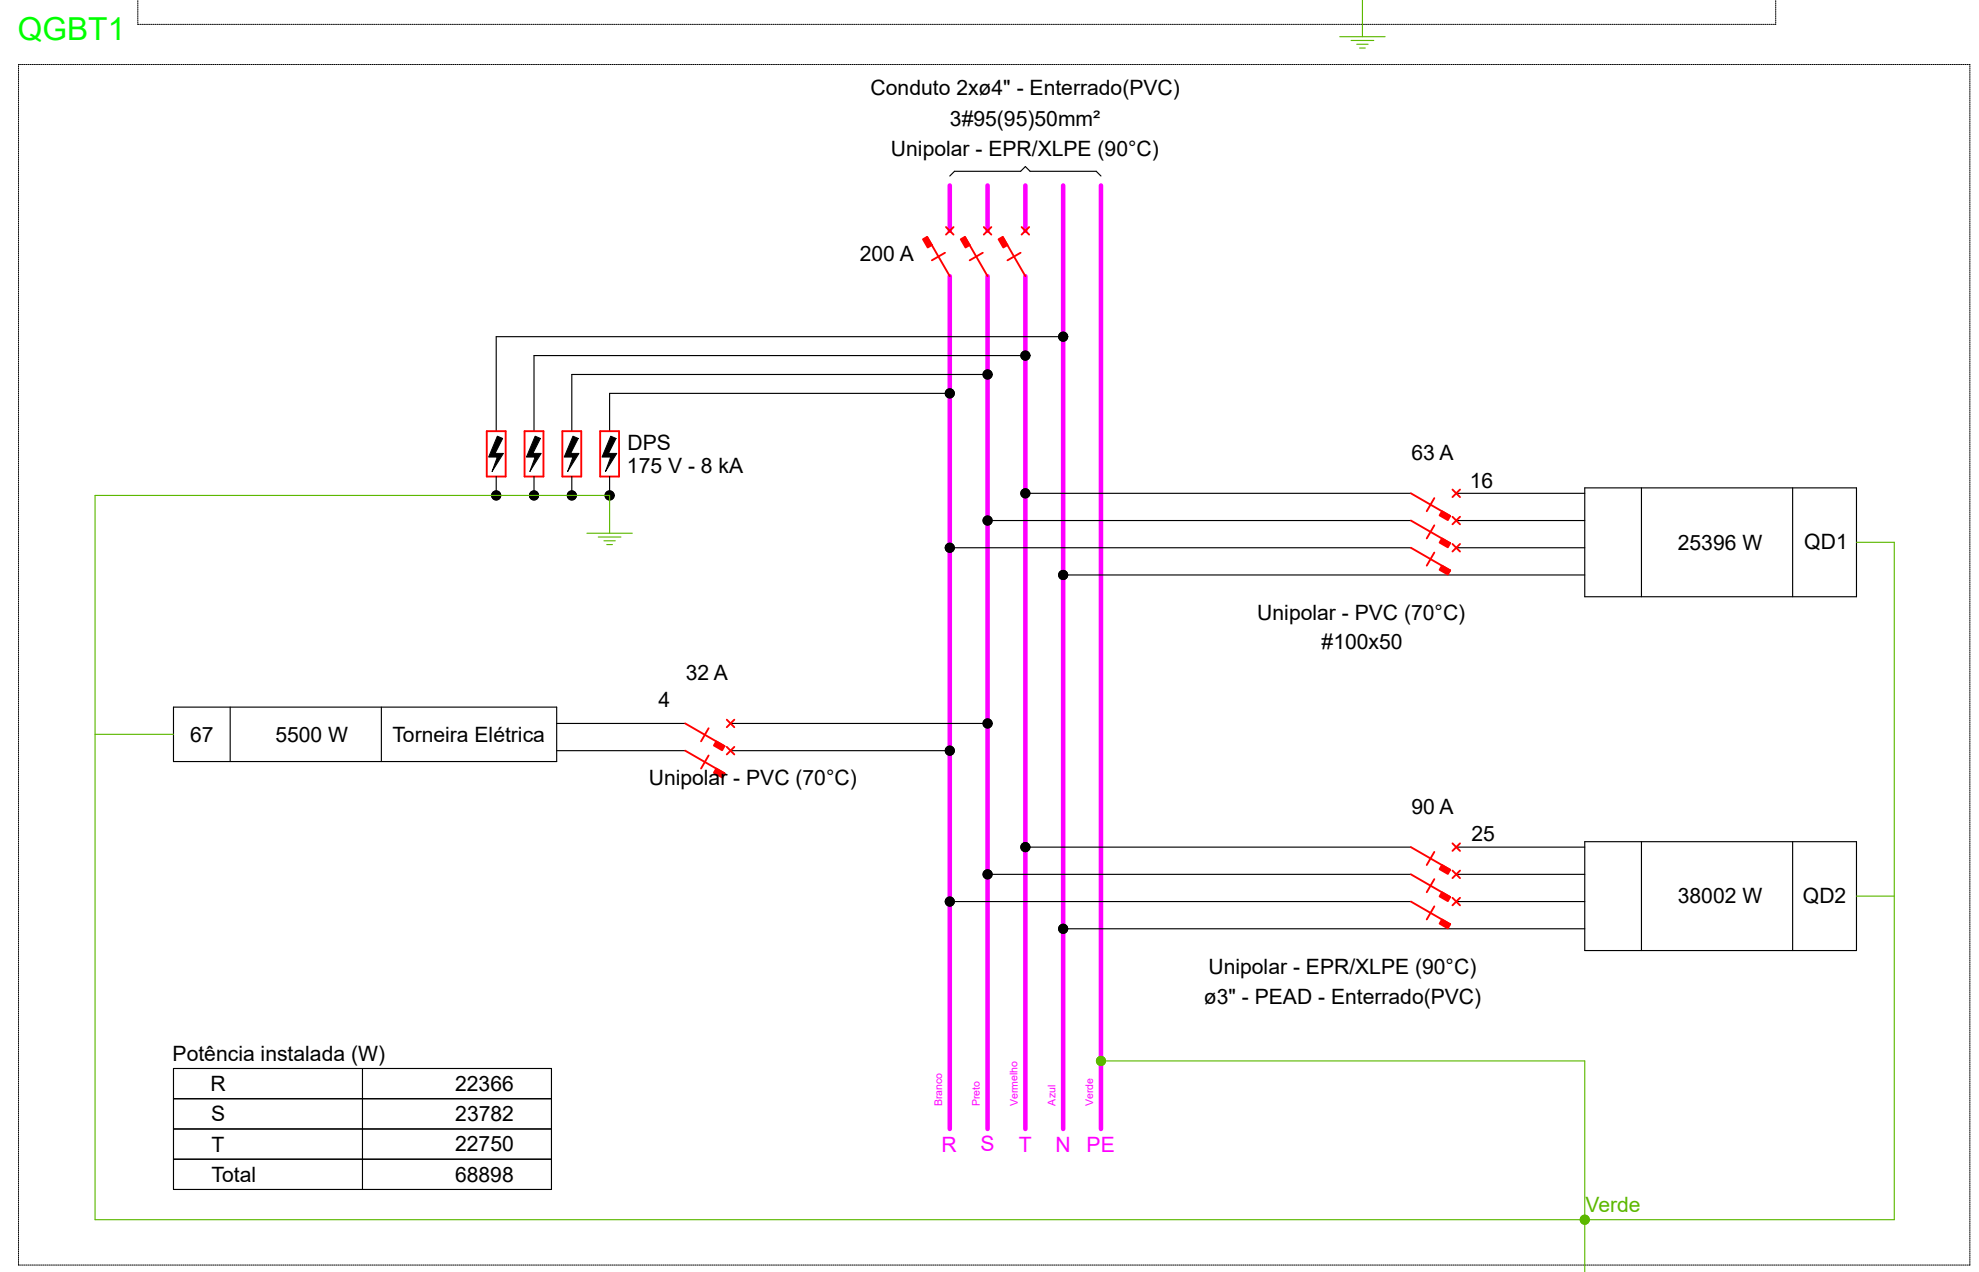 QGBT1
Conduto 2xø4" - Enterrado(PVC)
3#95(95)50mm²
Unipolar - EPR/XLPE (90°C)
200 A
DPS
175 V - 8 kA
63 A
16
25396 W
QD1
Unipolar - PVC (70°C)
#100x50
32 A
4
67
5500 W
Torneira Elétrica
Unipolar - PVC (70°C)
90 A
25
38002 W
QD2
Unipolar - EPR/XLPE (90°C)
ø3" - PEAD - Enterrado(PVC)
Potência instalada (W)
R 22366
S 23782
T 22750
Total 68898
Branco
Preto
Vermelho
Azul
Verde
R S T N PE
Verde